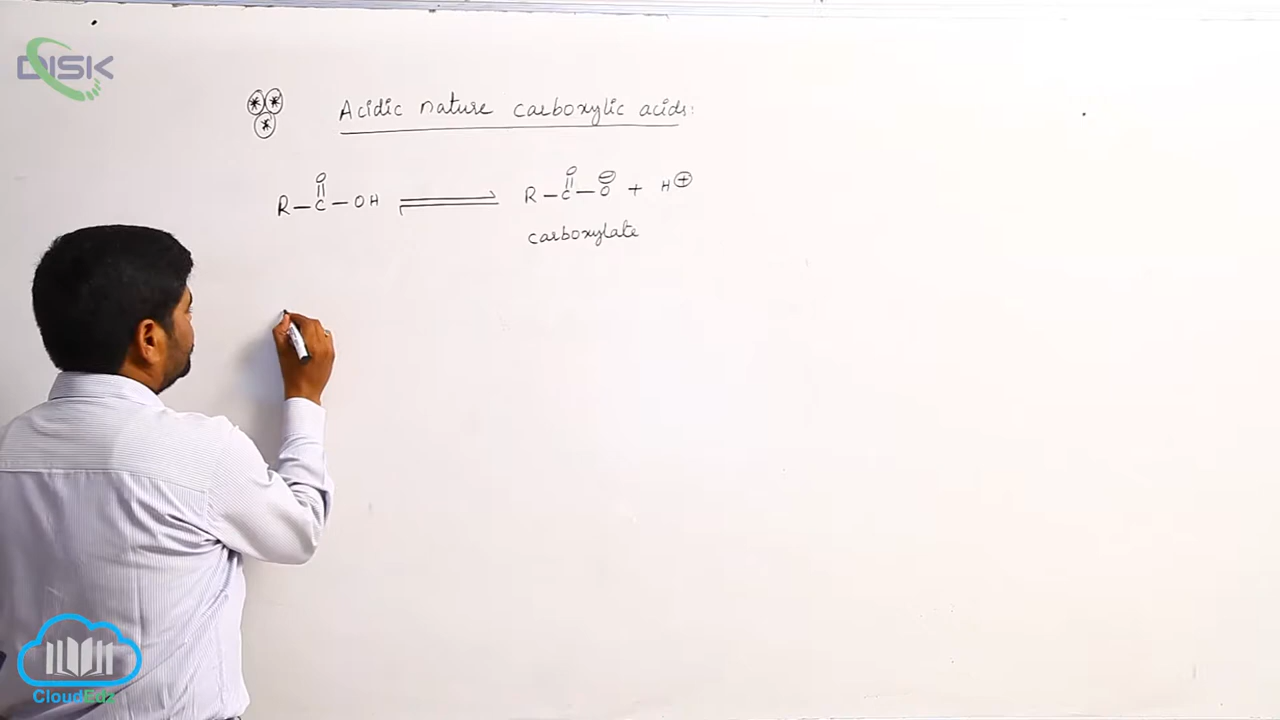 DISK
Acidic nature carboxylic acids:
O O ⊖
R — C — OH ⇌ R — C — O + H⊕
carboxylate
CloudEdz